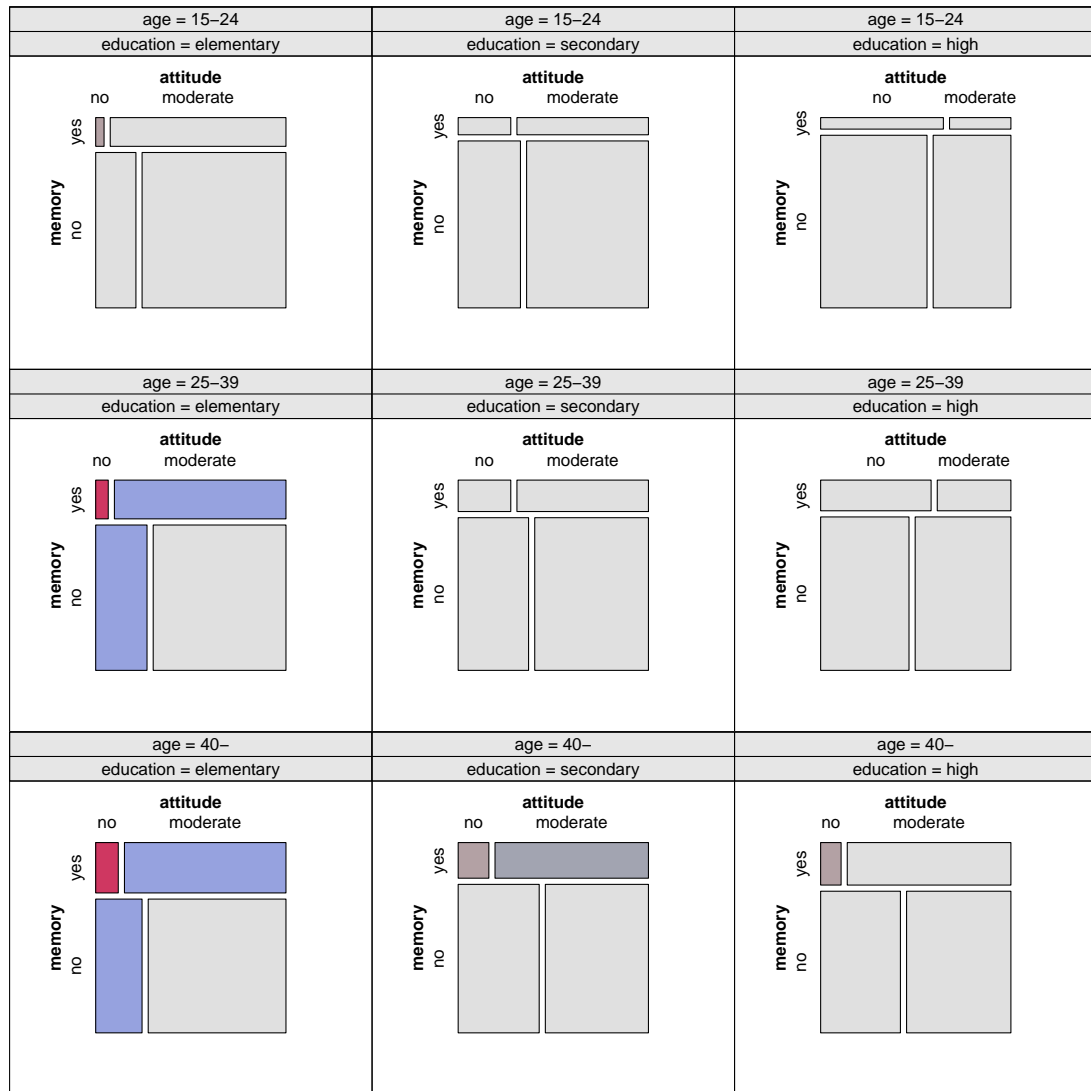 age = 15−24
education = elementary
attitude
no moderate
yes
memory
no
age = 15−24
education = secondary
attitude
no moderate
yes
memory
no
age = 15−24
education = high
attitude
no moderate
yes
memory
no
age = 25−39
education = elementary
attitude
no moderate
yes
memory
no
age = 25−39
education = secondary
attitude
no moderate
yes
memory
no
age = 25−39
education = high
attitude
no moderate
yes
memory
no
age = 40−
education = elementary
attitude
no moderate
yes
memory
no
age = 40−
education = secondary
attitude
no moderate
yes
memory
no
age = 40−
education = high
attitude
no moderate
yes
memory
no